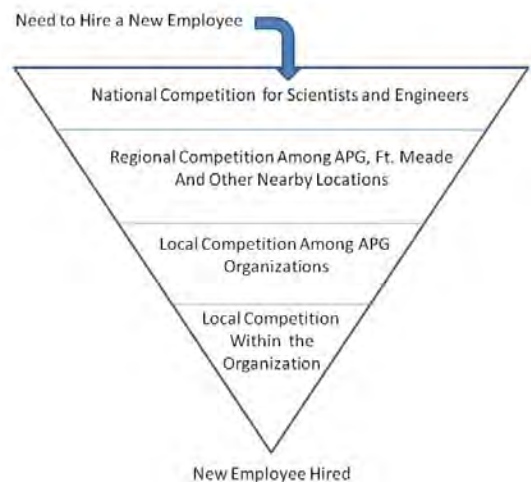 Need to Hire a New Employee
National Competition for Scientists and Engineers
Regional Competition Among APG, Ft. Meade
And Other Nearby Locations
Local Competition Among APG
Organizations
Local Competition
Within the
Organization
New Employee Hired